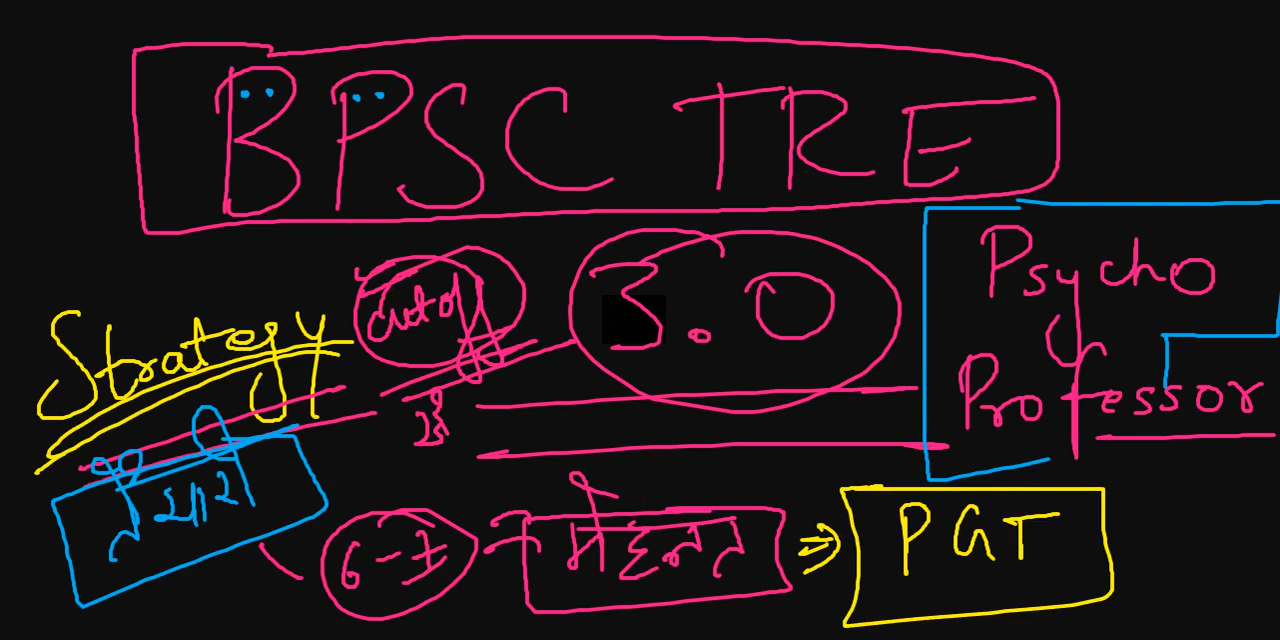 BPSC TRE
cutoff 3.0
Psycho
Professor
Strategy
6-7 मेहनत ⇒ PGT